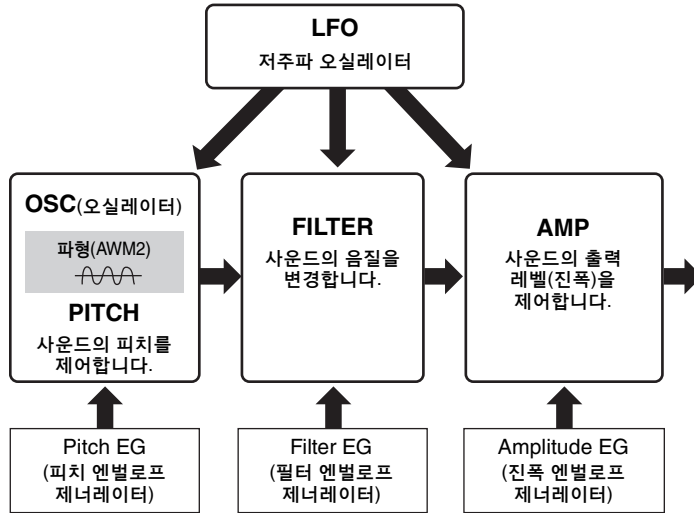 LFO
저주파 오실레이터
OSC(오실레이터)
파형(AWM2)
PITCH
사운드의 피치를
제어합니다.
FILTER
사운드의 음질을
변경합니다.
AMP
사운드의 출력
레벨(진폭)을
제어합니다.
Pitch EG
(피치 엔벌로프
제너레이터)
Filter EG
(필터 엔벌로프
제너레이터)
Amplitude EG
(진폭 엔벌로프
제너레이터)